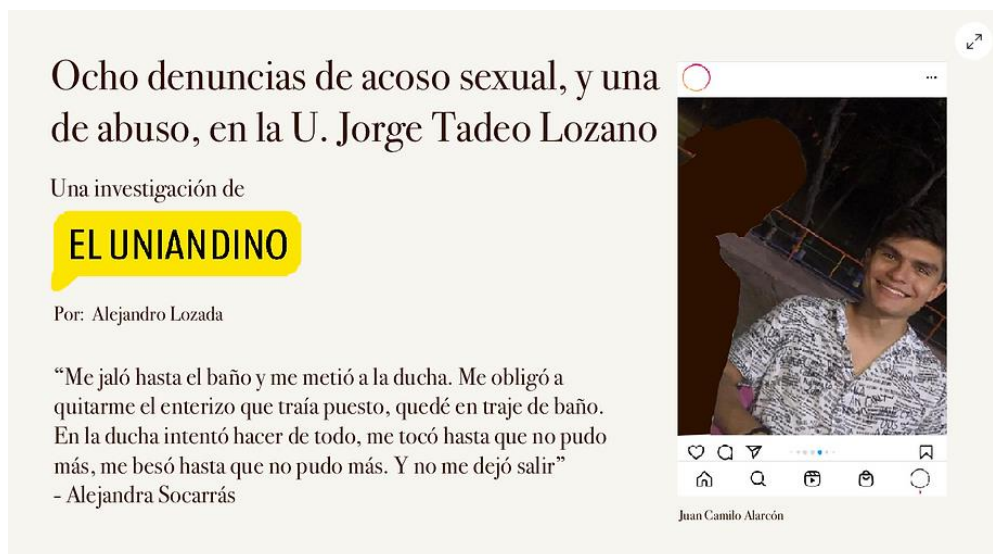 Ocho denuncias de acoso sexual, y una
de abuso, en la U. Jorge Tadeo Lozano
Una investigación de
EL UNIANDINO
Por: Alejandro Lozada
“Me jaló hasta el baño y me metió a la ducha. Me obligó a
quitarme el enterizo que traía puesto, quedé en traje de baño.
En la ducha intentó hacer de todo, me tocó hasta que no pudo
más, me besó hasta que no pudo más. Y no me dejó salir”
- Alejandra Socarrás
Juan Camilo Alarcón